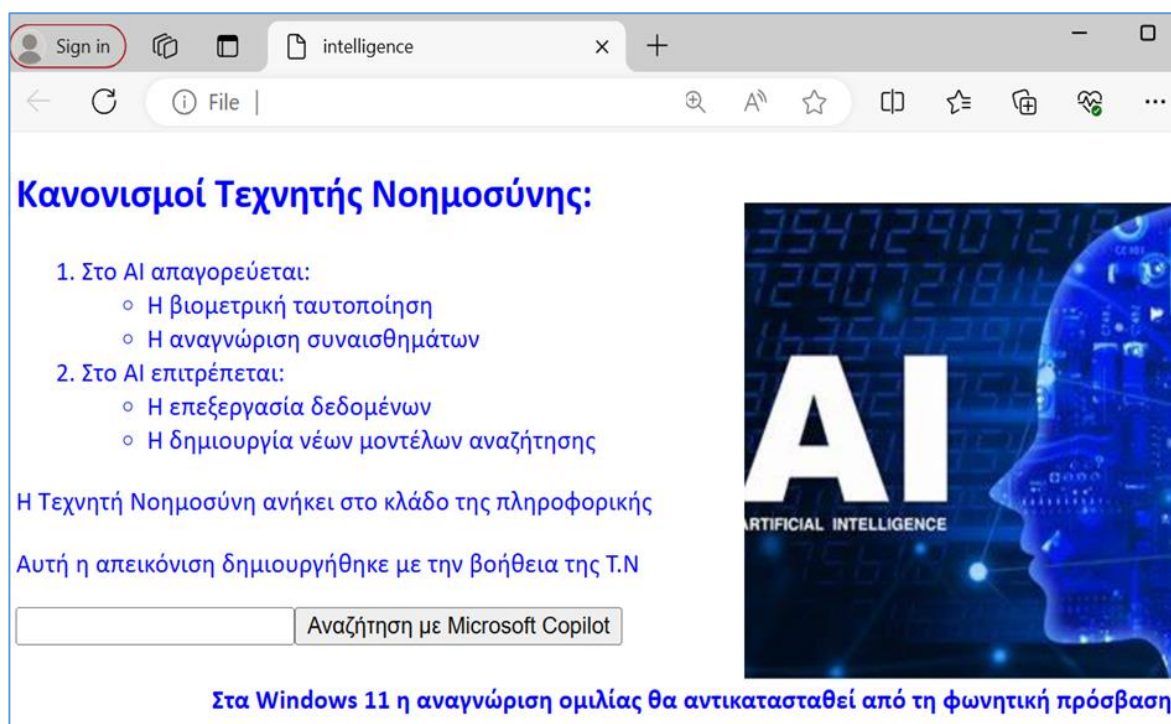 Sign in
intelligence
File
Κανονισμοί Τεχνητής Νοημοσύνης:
1. Στο AI απαγορεύεται:
Η βιομετρική ταυτοποίηση
Η αναγνώριση συναισθημάτων
2. Στο AI επιτρέπεται:
Η επεξεργασία δεδομένων
Η δημιουργία νέων μοντέλων αναζήτησης
Η Τεχνητή Νοημοσύνη ανήκει στο κλάδο της πληροφορικής
Αυτή η απεικόνιση δημιουργήθηκε με την βοήθεια της Τ.Ν
Αναζήτηση με Microsoft Copilot
AI
ARTIFICIAL INTELLIGENCE
Στα Windows 11 η αναγνώριση ομιλίας θα αντικατασταθεί από τη φωνητική πρόσβαση